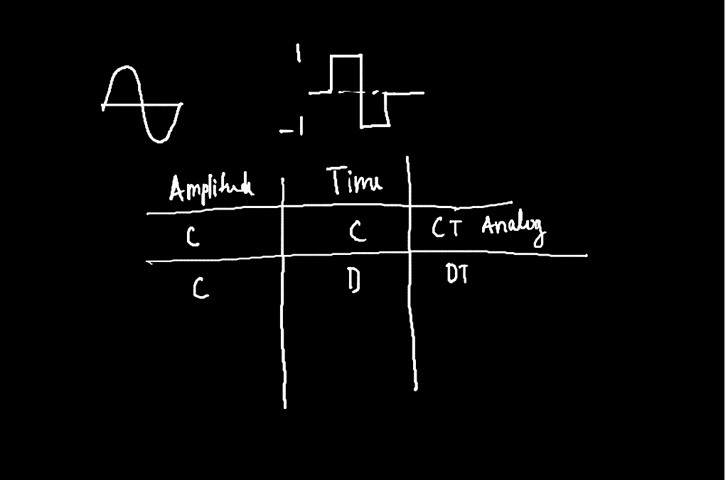 1
-1
Amplitude Time
C C CT Analog
C D DT